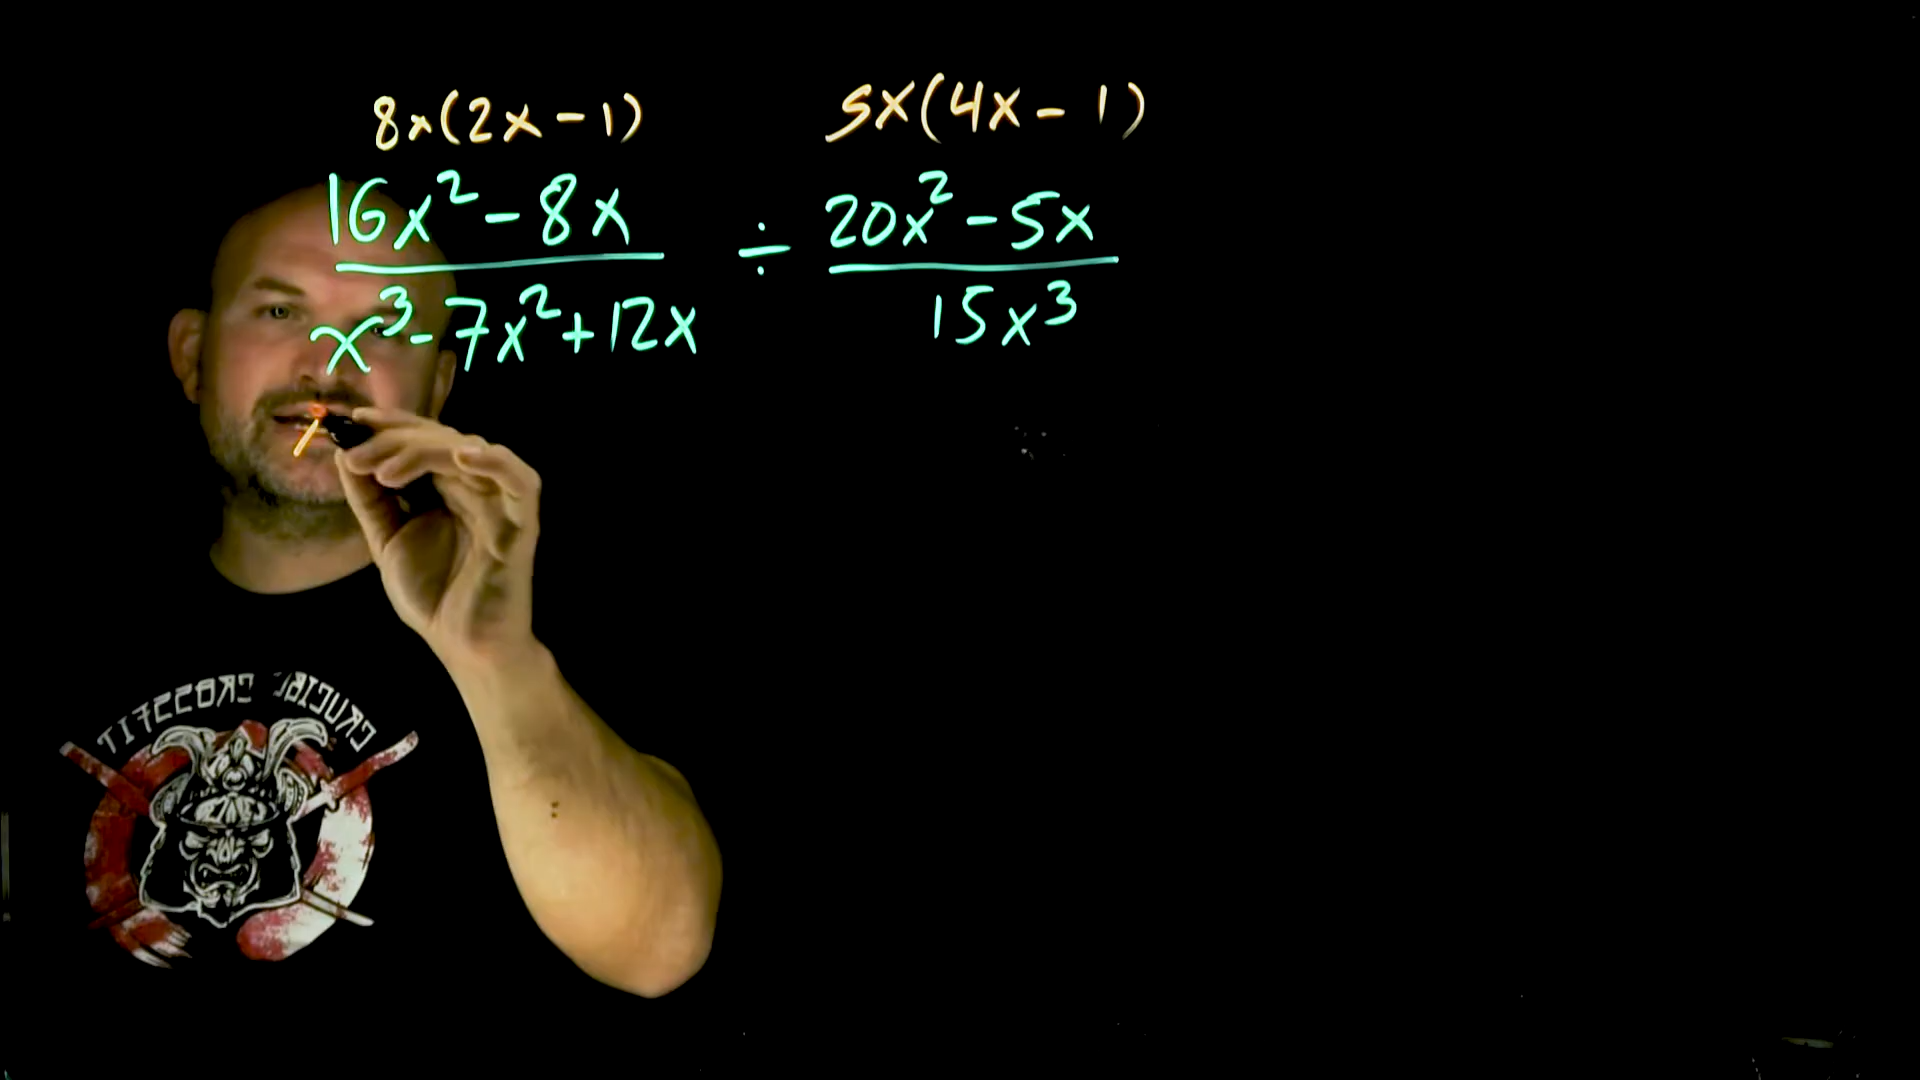 8x(2x-1) 5x(4x-1)
16x²-8x ÷ 20x²-5x
x³-7x²+12x 15x³